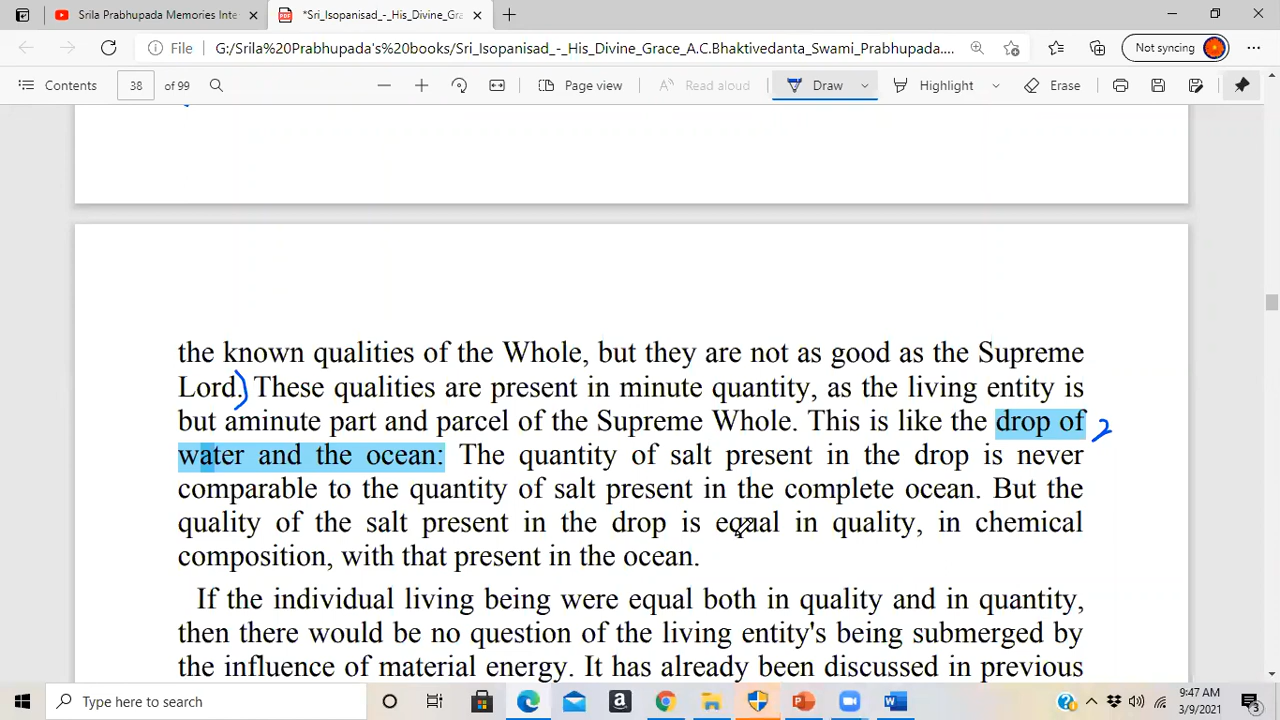 Srila Prabhupada Memories Inte
*Sri_Isopanisad_-_His_Divine_Gra
File G:/Srila%20Prabhupada's%20books/Sri_Isopanisad_-_His_Divine_Grace_A.C.Bhaktivedanta_Swami_Prabhupada.... Not syncing
Contents 38 of 99 Page view Read aloud Draw Highlight Erase
the known qualities of the Whole, but they are not as good as the Supreme
Lord.) These qualities are present in minute quantity, as the living entity is
but aminute part and parcel of the Supreme Whole. This is like the drop of 2
water and the ocean: The quantity of salt present in the drop is never
comparable to the quantity of salt present in the complete ocean. But the
quality of the salt present in the drop is equal in quality, in chemical
composition, with that present in the ocean.
If the individual living being were equal both in quality and in quantity,
then there would be no question of the living entity's being submerged by
the influence of material energy. It has already been discussed in previous
Type here to search
9:47 AM
3/9/2021
3